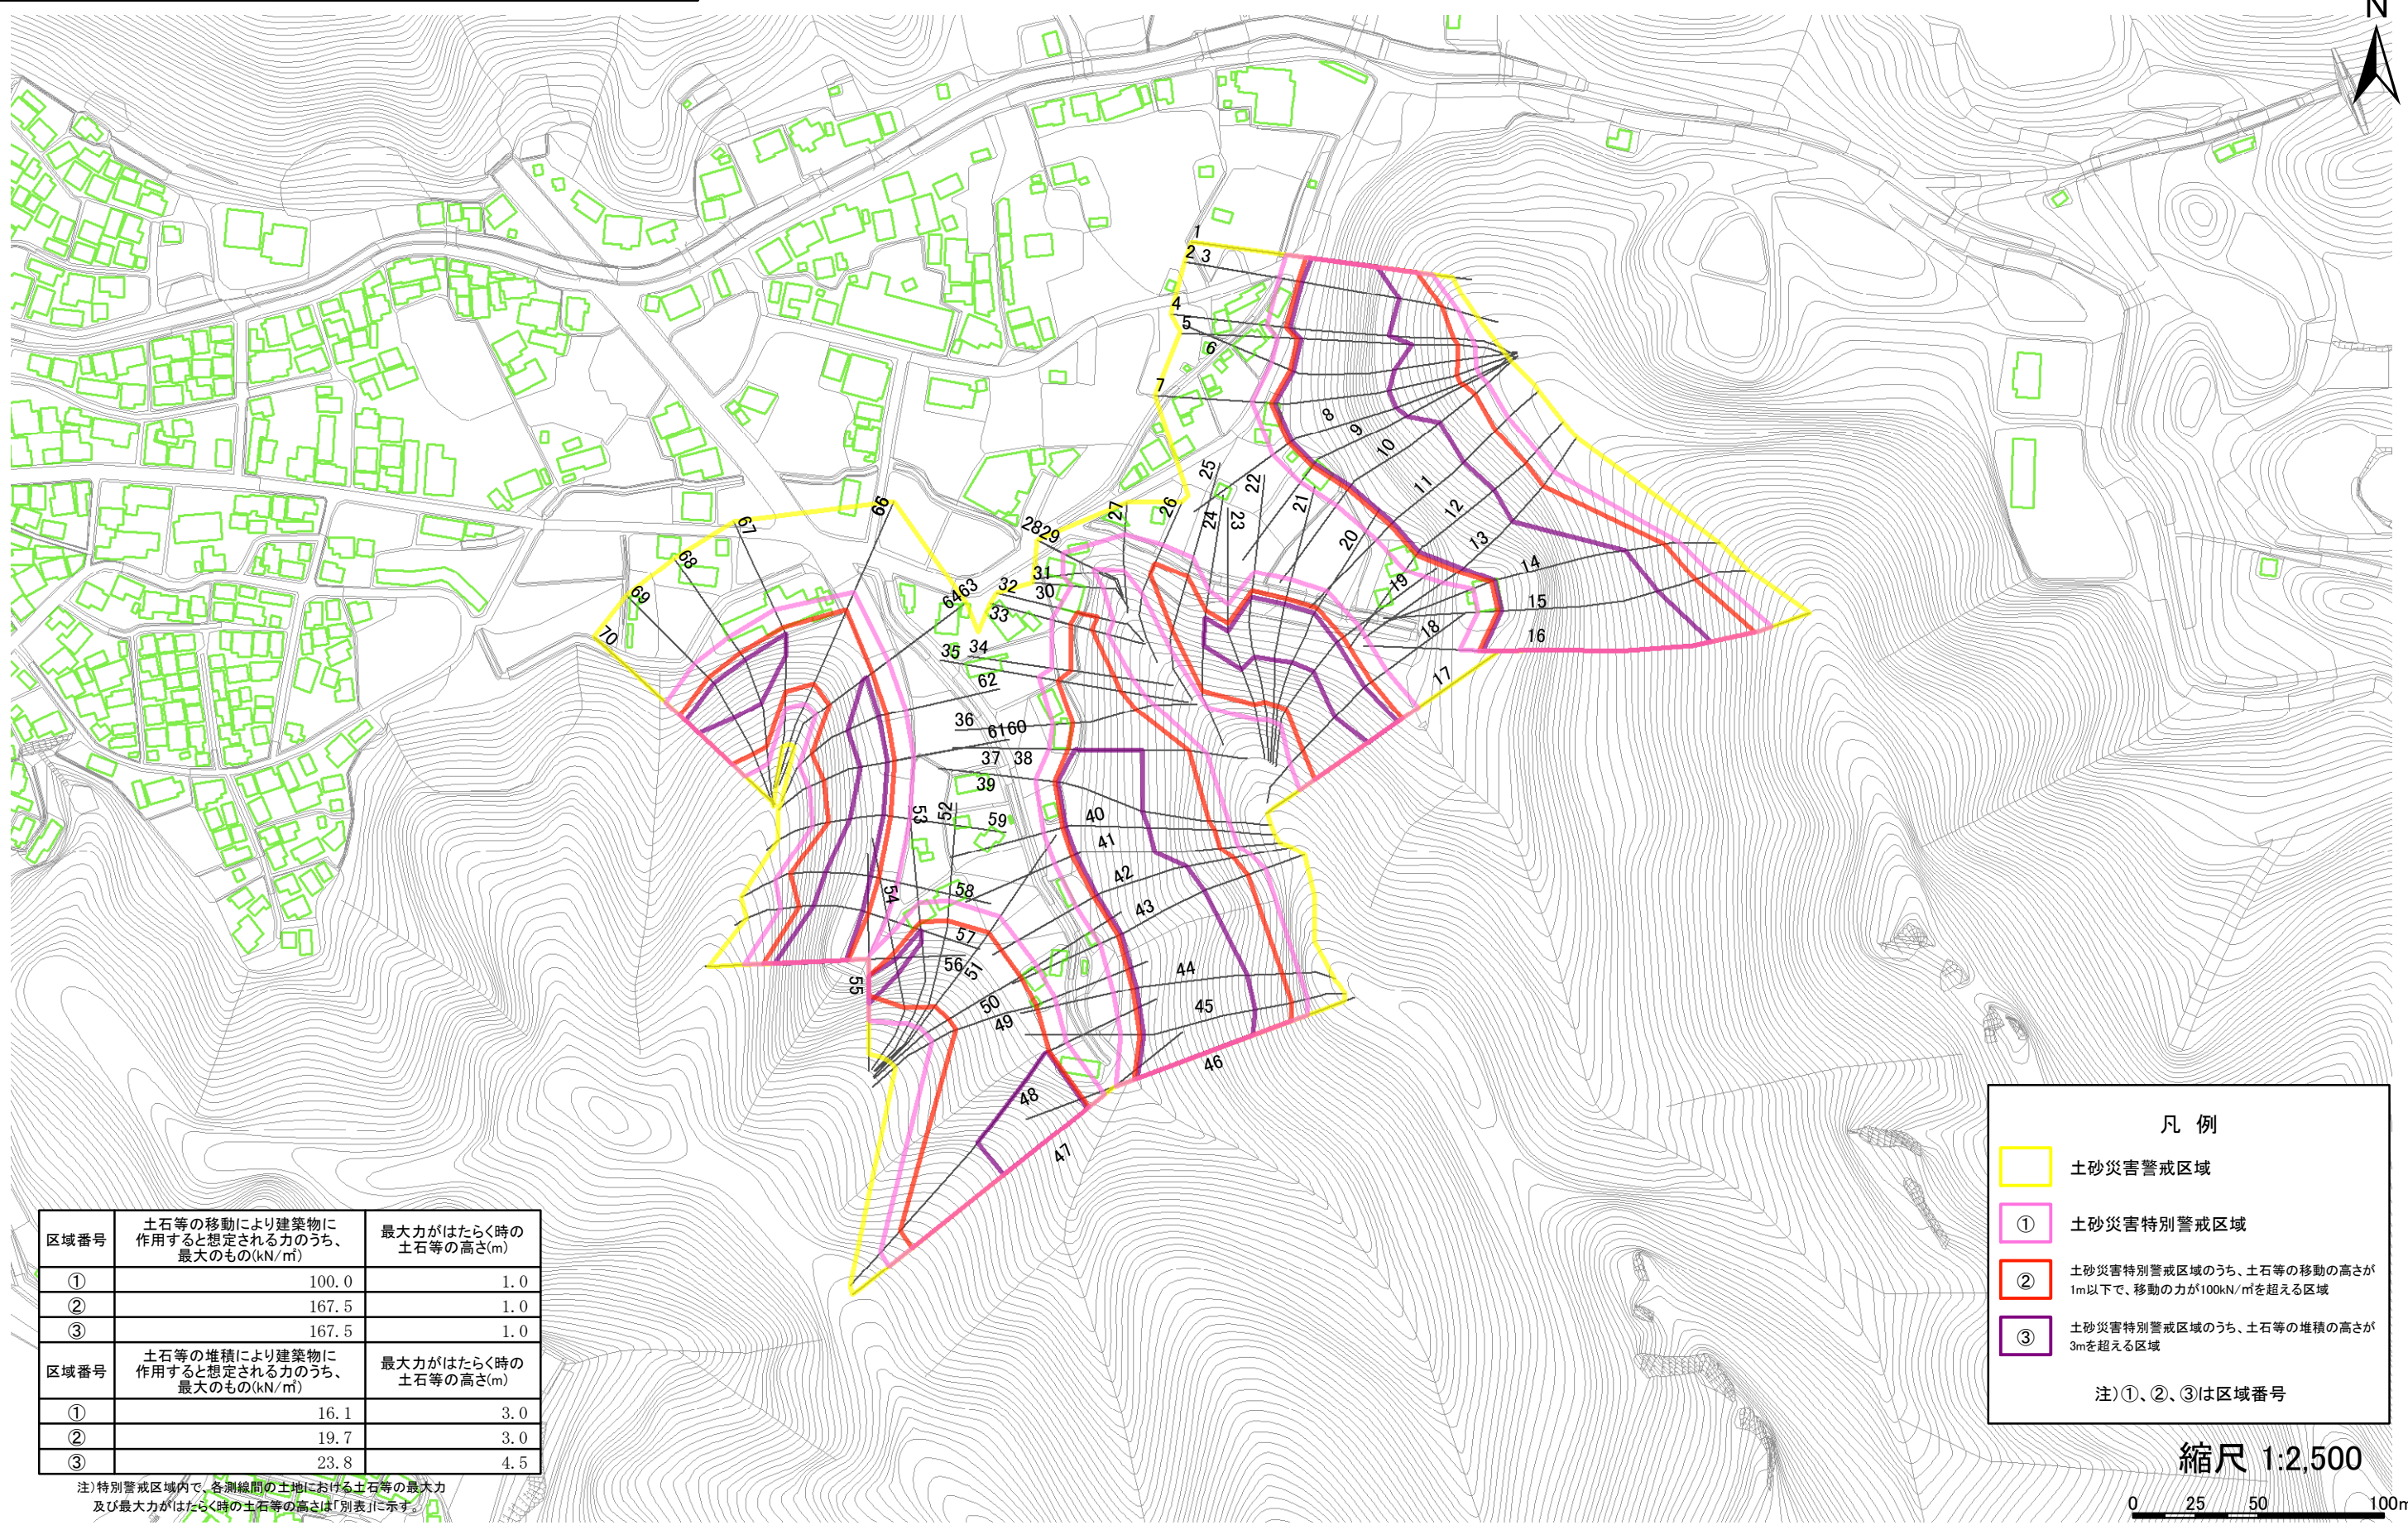 N
1
2 3
4
5
6
7
8
9
10
11
12
13
14
15
16
17
18
19
20
21
22
23
24
25
26
27
2829
31
30
32
33
6463
34
35
62
36
6160
37 38
39
40
41
42
43
44
45
46
47
48
49
50
51
52
53
54
55
56
57
58
59
66
67
68
69
70
区域番号
土石等の移動により建築物に
作用すると想定される力のうち、
最大のもの(kN/㎡)
最大力がはたらく時の
土石等の高さ(m)
① 100.0 1.0
② 167.5 1.0
③ 167.5 1.0
区域番号
土石等の堆積により建築物に
作用すると想定される力のうち、
最大のもの(kN/㎡)
最大力がはたらく時の
土石等の高さ(m)
① 16.1 3.0
② 19.7 3.0
③ 23.8 4.5
注)特別警戒区域内で、各測線間の土地における土石等の最大力
及び最大力がはたらく時の土石等の高さは「別表」に示す。
凡 例
土砂災害警戒区域
① 土砂災害特別警戒区域
② 土砂災害特別警戒区域のうち、土石等の移動の高さが
1m以下で、移動の力が100kN/㎡を超える区域
③ 土砂災害特別警戒区域のうち、土石等の堆積の高さが
3mを超える区域
注)①、②、③は区域番号
縮尺 1:2,500
0 25 50 100m